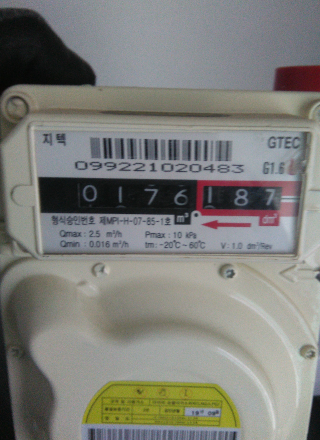 지텍
GTEC
099221020483
G1.6
0176 187
형식승인번호 제MPI-H-07-85-1호 m³ dm³
Qmax : 2.5 m³/h Pmax : 10 kPa
Qmin : 0.016 m³/h tm: -20℃ ~ 60℃ V : 1.0 dm³/Rev